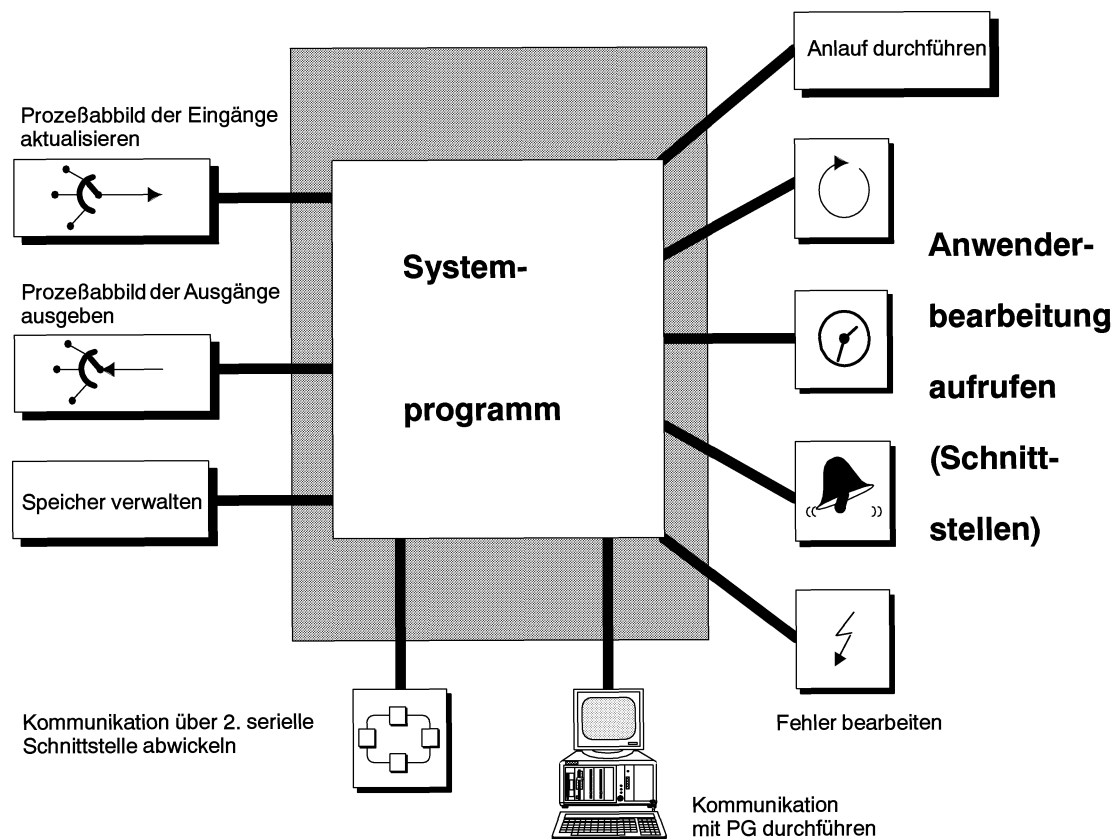 Anlauf durchführen
Prozeßabbild der Eingänge
aktualisieren
System-
programm
Anwender-
bearbeitung
aufrufen
(Schnitt-
stellen)
Prozeßabbild der Ausgänge
ausgeben
Speicher verwalten
Kommunikation über 2. serielle
Schnittstelle abwickeln
Fehler bearbeiten
Kommunikation
mit PG durchführen